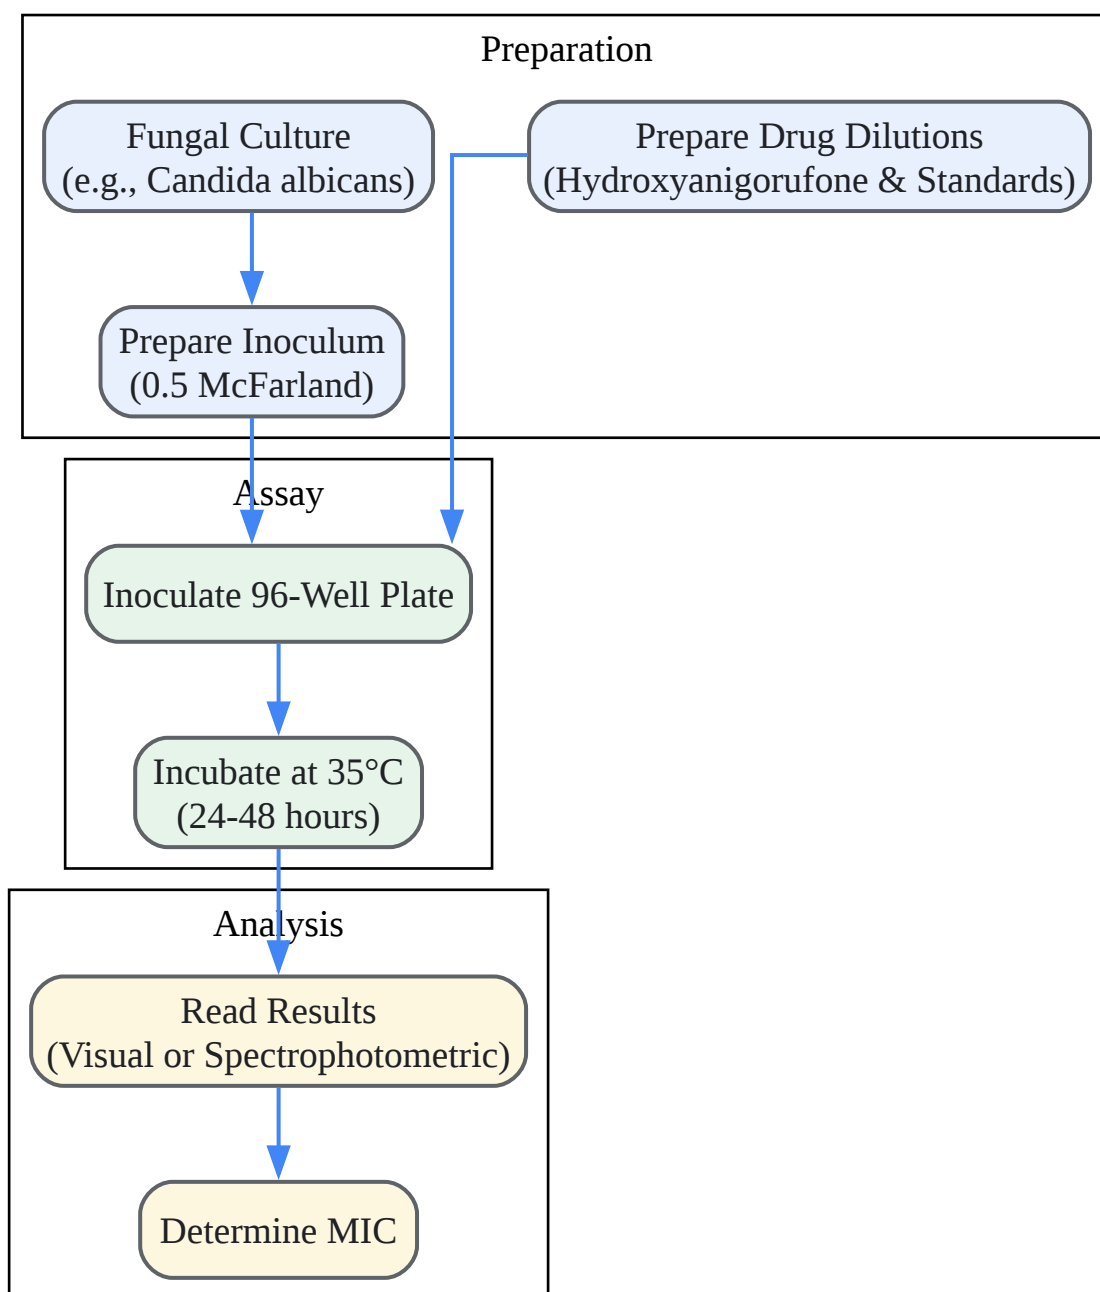 Preparation
Fungal Culture
(e.g., Candida albicans)
Prepare Drug Dilutions
(Hydroxyanigorufone & Standards)
Prepare Inoculum
(0.5 McFarland)
Assay
Inoculate 96-Well Plate
Incubate at 35°C
(24-48 hours)
Analysis
Read Results
(Visual or Spectrophotometric)
Determine MIC